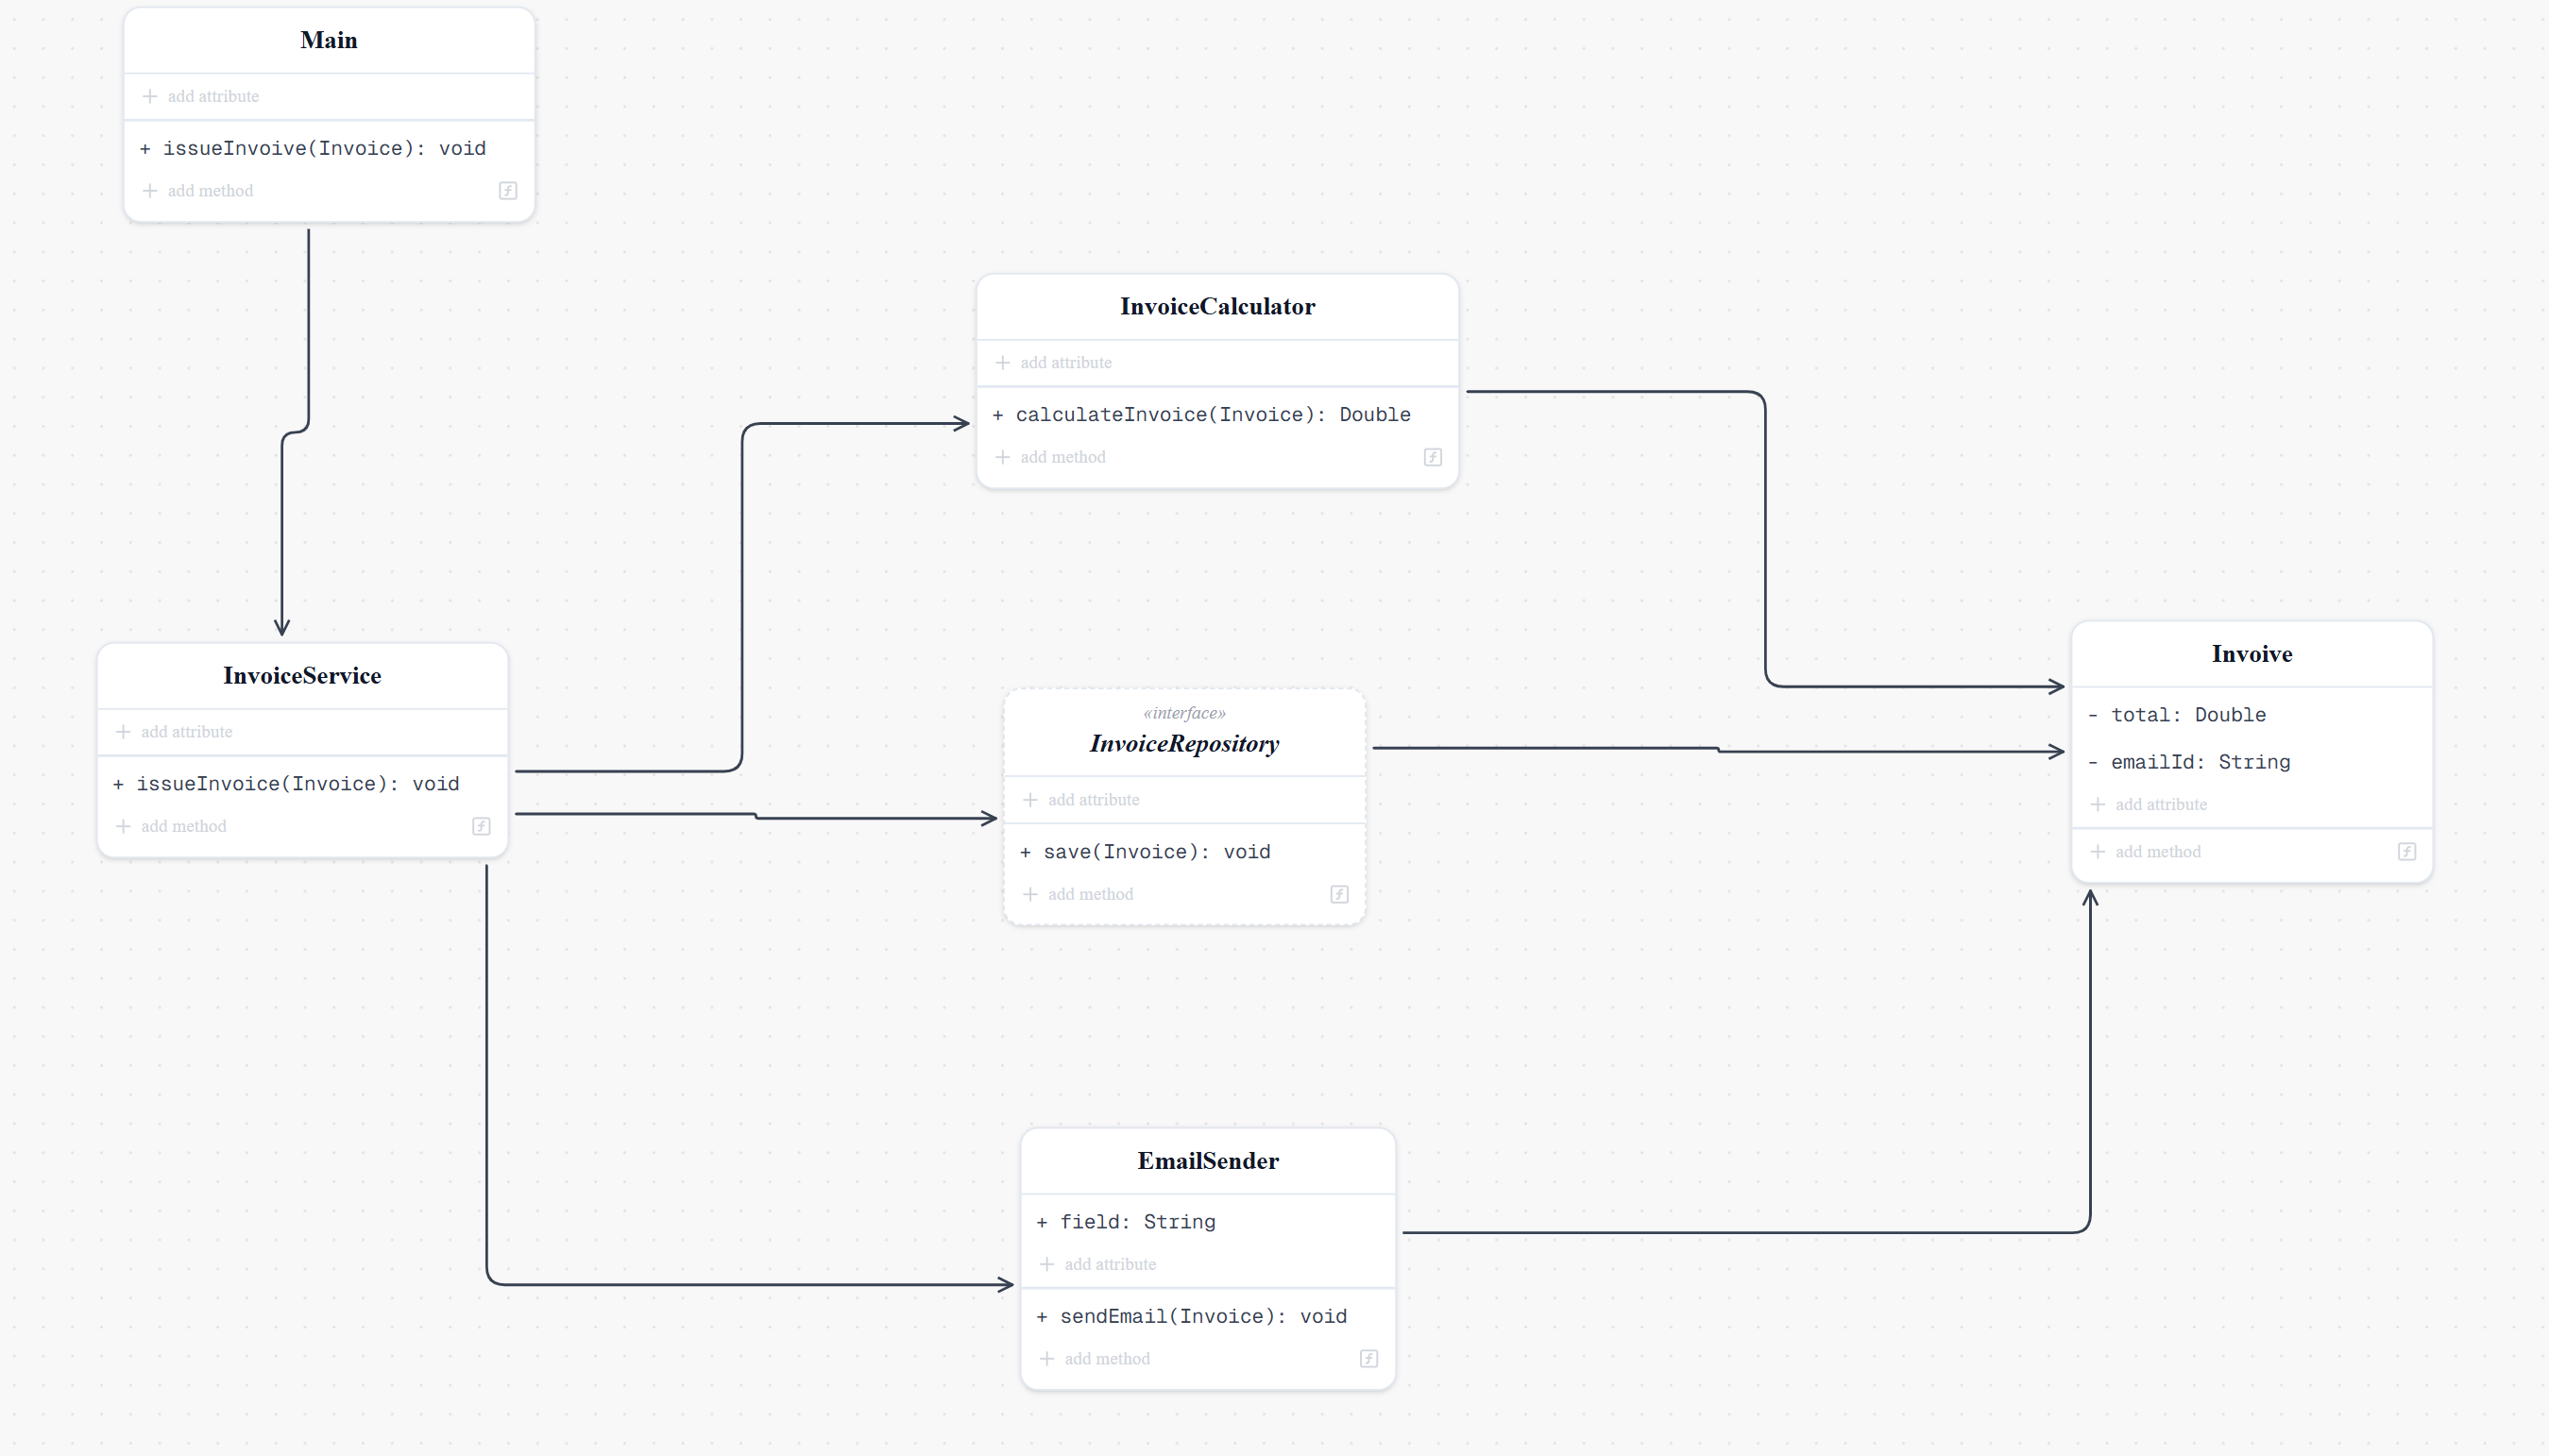 Main
+ add attribute
+ issueInvoive(Invoice): void
+ add method
InvoiceCalculator
+ add attribute
+ calculateInvoice(Invoice): Double
+ add method
InvoiceService
+ add attribute
+ issueInvoice(Invoice): void
+ add method
«interface»
InvoiceRepository
+ add attribute
+ save(Invoice): void
+ add method
Invoive
- total: Double
- emailId: String
+ add attribute
+ add method
EmailSender
+ field: String
+ add attribute
+ sendEmail(Invoice): void
+ add method